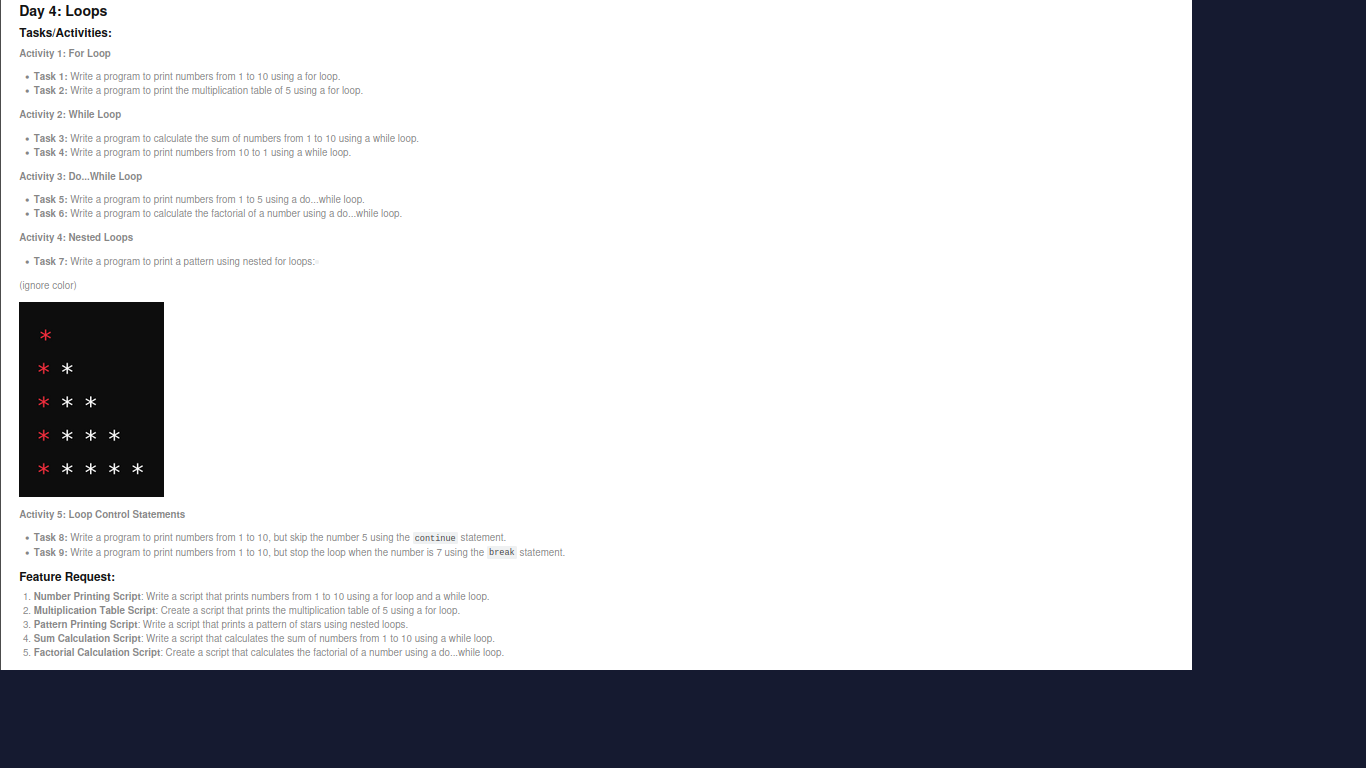 Day 4: Loops
Tasks/Activities:
Activity 1: For Loop
• Task 1: Write a program to print numbers from 1 to 10 using a for loop.
• Task 2: Write a program to print the multiplication table of 5 using a for loop.
Activity 2: While Loop
• Task 3: Write a program to calculate the sum of numbers from 1 to 10 using a while loop.
• Task 4: Write a program to print numbers from 10 to 1 using a while loop.
Activity 3: Do...While Loop
• Task 5: Write a program to print numbers from 1 to 5 using a do...while loop.
• Task 6: Write a program to calculate the factorial of a number using a do...while loop.
Activity 4: Nested Loops
• Task 7: Write a program to print a pattern using nested for loops:
(ignore color)
*
* *
* * *
* * * *
* * * * *
Activity 5: Loop Control Statements
• Task 8: Write a program to print numbers from 1 to 10, but skip the number 5 using the continue statement.
• Task 9: Write a program to print numbers from 1 to 10, but stop the loop when the number is 7 using the break statement.
Feature Request:
1. Number Printing Script: Write a script that prints numbers from 1 to 10 using a for loop and a while loop.
2. Multiplication Table Script: Create a script that prints the multiplication table of 5 using a for loop.
3. Pattern Printing Script: Write a script that prints a pattern of stars using nested loops.
4. Sum Calculation Script: Write a script that calculates the sum of numbers from 1 to 10 using a while loop.
5. Factorial Calculation Script: Create a script that calculates the factorial of a number using a do...while loop.